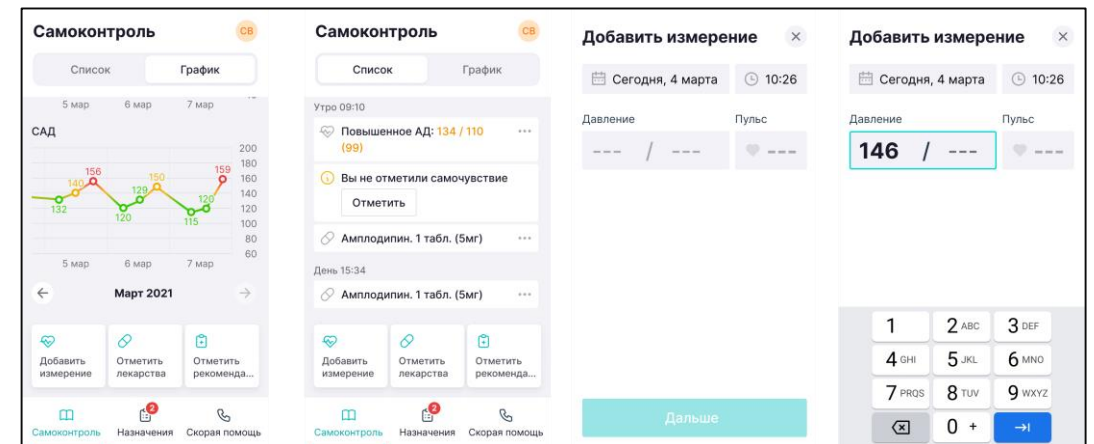 Самоконтроль
СВ
Список
График
5 мар 6 мар 7 мар
САД
200
180
160
140
120
100
80
60
132
140
156
120
129
150
115
120
159
5 мар 6 мар 7 мар
Март 2021
Добавить измерение
Отметить лекарства
Отметить рекоменда...
Самоконтроль
Назначения
2
Скорая помощь
Самоконтроль
СВ
Список
График
Утро 09:10
Повышенное АД: 134 / 110
(99)
Вы не отметили самочувствие
Отметить
Амплодипин. 1 табл. (5мг)
День 15:34
Амплодипин. 1 табл. (5мг)
Добавить измерение
Отметить лекарства
Отметить рекоменда...
Самоконтроль
Назначения
2
Скорая помощь
Добавить измерение
Сегодня, 4 марта
10:26
Давление
Пульс
--- / ---
---
Дальше
Добавить измерение
Сегодня, 4 марта
10:26
Давление
Пульс
146 / ---
---
1
2 ABC
3 DEF
4 GHI
5 JKL
6 MNO
7 PRQS
8 TUV
9 WXYZ
0 +